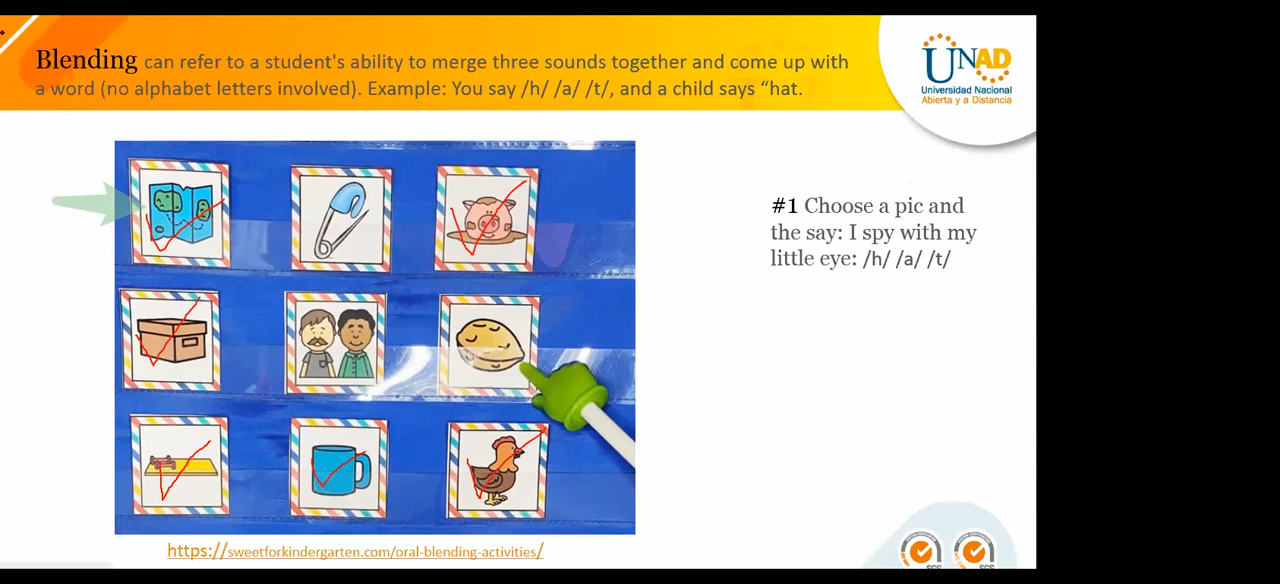 Blending can refer to a student's ability to merge three sounds together and come up with
a word (no alphabet letters involved). Example: You say /h/ /a/ /t/, and a child says “hat.
UNAD
Universidad Nacional
Abierta y a Distancia
#1 Choose a pic and
the say: I spy with my
little eye: /h/ /a/ /t/
https://sweetforkindergarten.com/oral-blending-activities/
SGS SGS